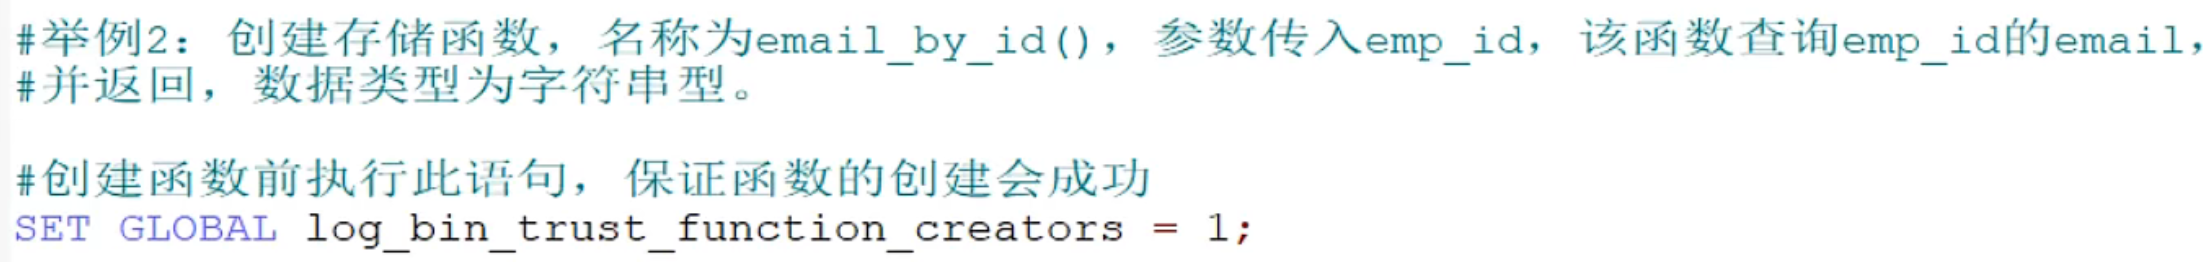 #举例2：创建存储函数，名称为email_by_id()，参数传入emp_id，该函数查询emp_id的email，
#并返回，数据类型为字符串型。
#创建函数前执行此语句，保证函数的创建会成功
SET GLOBAL log_bin_trust_function_creators = 1;